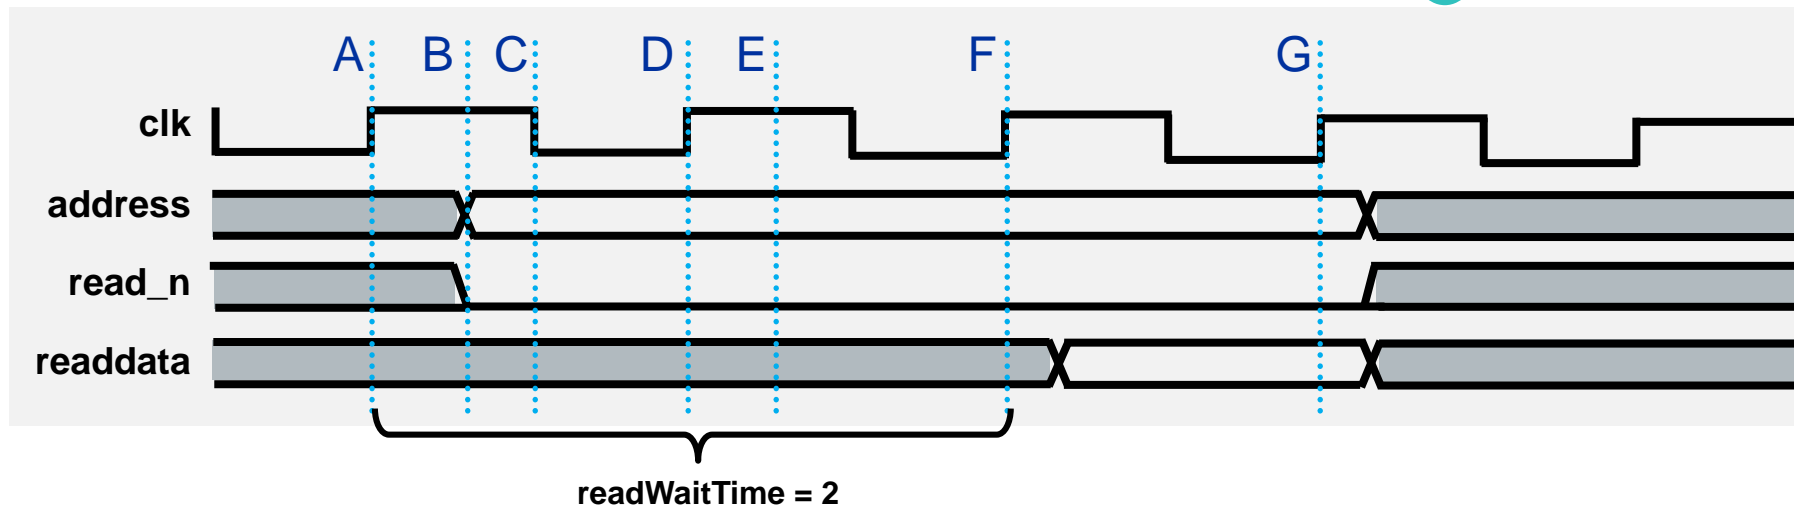 A B C D E F G
clk
address
read_n
readdata
readWaitTime = 2